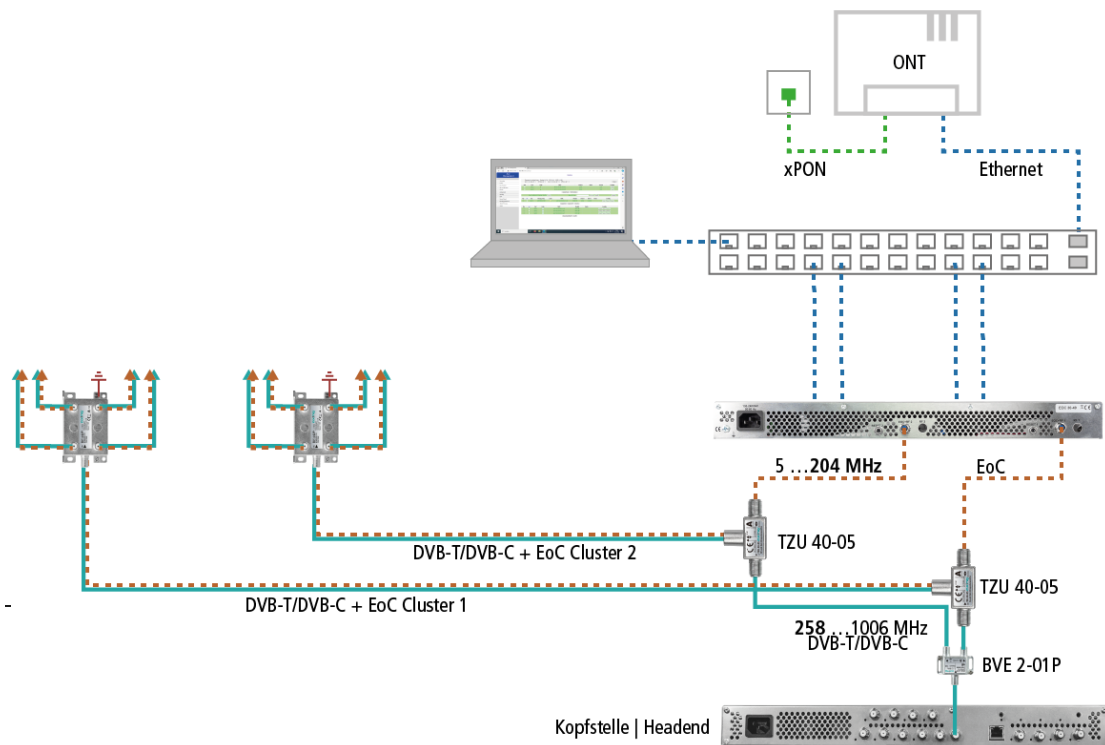 ONT
xPON
Ethernet
5 …204 MHz
EoC
TZU 40-05
DVB-T/DVB-C + EoC Cluster 2
TZU 40-05
-
DVB-T/DVB-C + EoC Cluster 1
258 …1006 MHz
DVB-T/DVB-C
BVE 2-01P
Kopfstelle | Headend